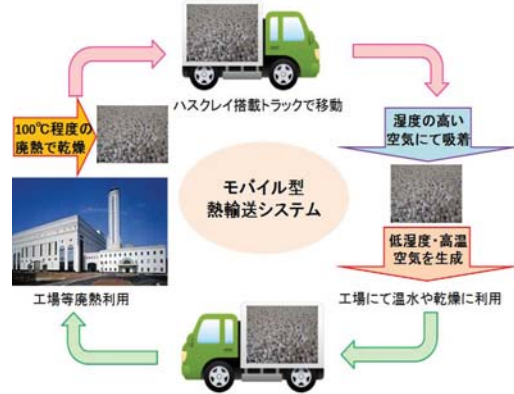 ハスクレイ搭載トラックで移動
100℃程度の
廃熱で乾燥
湿度の高い
空気にて吸着
モバイル型
熱輸送システム
低湿度・高温
空気を生成
工場等廃熱利用
工場にて温水や乾燥に利用